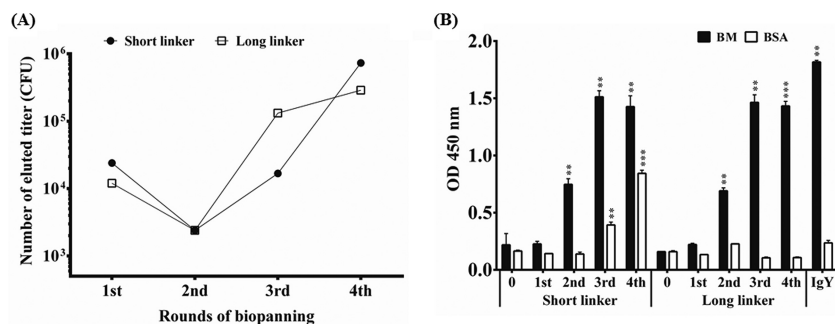 (A)
Short linker
Long linker
Number of eluted titer (CFU)
10⁶
10⁵
10⁴
10³
1st 2nd 3rd 4th
Rounds of biopanning
(B)
BM BSA
OD 450 nm
2.0
1.5
1.0
0.5
0.0
** ** ** ** *** ** ** *** **
0 1st 2nd 3rd 4th 0 1st 2nd 3rd 4th IgY
Short linker Long linker